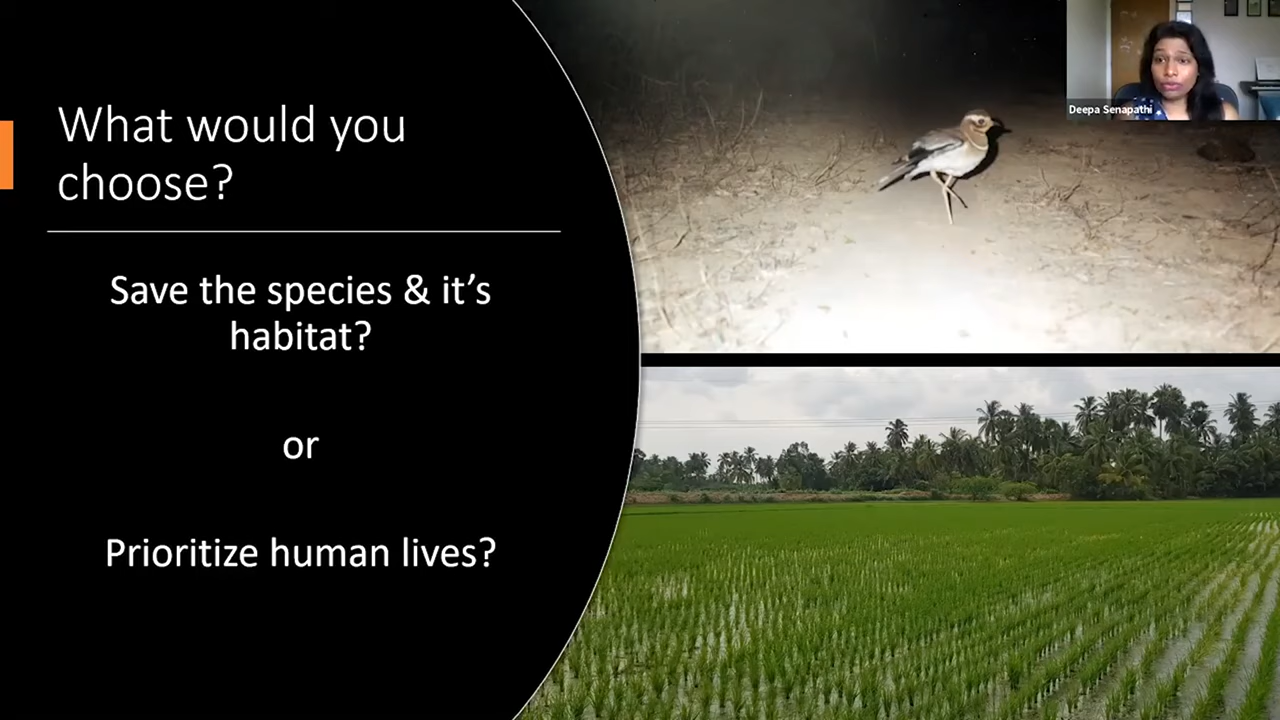 What would you
choose?
Save the species & it’s
habitat?
or
Prioritize human lives?
Deepa Senapathi